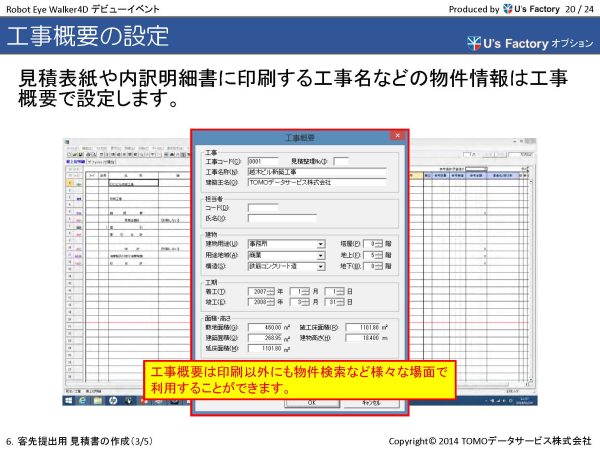 Robot Eye Walker4D デビューイベント
Produced by U's Factory 20 / 24
工事概要の設定
U's Factory オプション
見積表紙や内訳明細書に印刷する工事名などの物件情報は工事
概要で設定します。
工事概要
工事
工事コード(C): 0001 見積整理No(J):
工事名称(N): 越木ビル新築工事
建築主名(O): TOMOデータサービス株式会社
担当者
コード(D):
氏名(V):
建物
建物用途(U): 事務所 塔屋(P): 0 階
用途地域(A): 商業 地上(F): 5 階
構造(S): 鉄筋コンクリート造 地下(B): 0 階
工期
着工(T): 2007 年 1 月 1 日
竣工(E): 2008 年 3 月 31 日
面積・高さ
敷地面積(G): 460.00 m² 施工床面積(R): 1101.80 m²
建築面積(Q): 268.95 m² 建物高さ(H): 18.400 m
延床面積(M): 1101.80 m²
工事概要は印刷以外にも物件検索など様々な場面で
利用することができます。
OK キャンセル
6. 客先提出用 見積書の作成(3/5)
Copyright© 2014 TOMOデータサービス株式会社